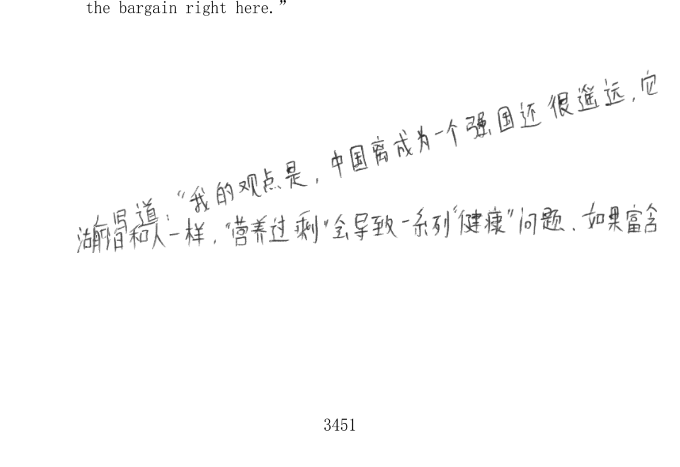 the bargain right here.”
道：“我的观点是，中国离成为一个强国还很遥远，它
湖泊和人一样，“营养过剩”会导致一系列“健康”问题．如果富含
3451